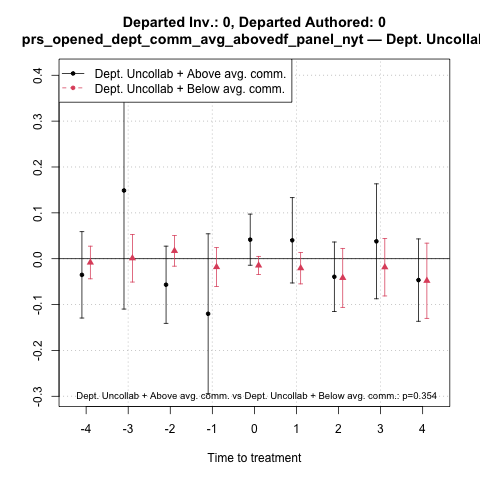 Departed Inv.: 0, Departed Authored: 0
prs_opened_dept_comm_avg_abovedf_panel_nyt — Dept. Uncollal
Dept. Uncollab + Above avg. comm.
Dept. Uncollab + Below avg. comm.
0.4
0.3
0.2
0.1
0.0
-0.1
-0.2
-0.3
Dept. Uncollab + Above avg. comm. vs Dept. Uncollab + Below avg. comm.: p=0.354
-4 -3 -2 -1 0 1 2 3 4
Time to treatment